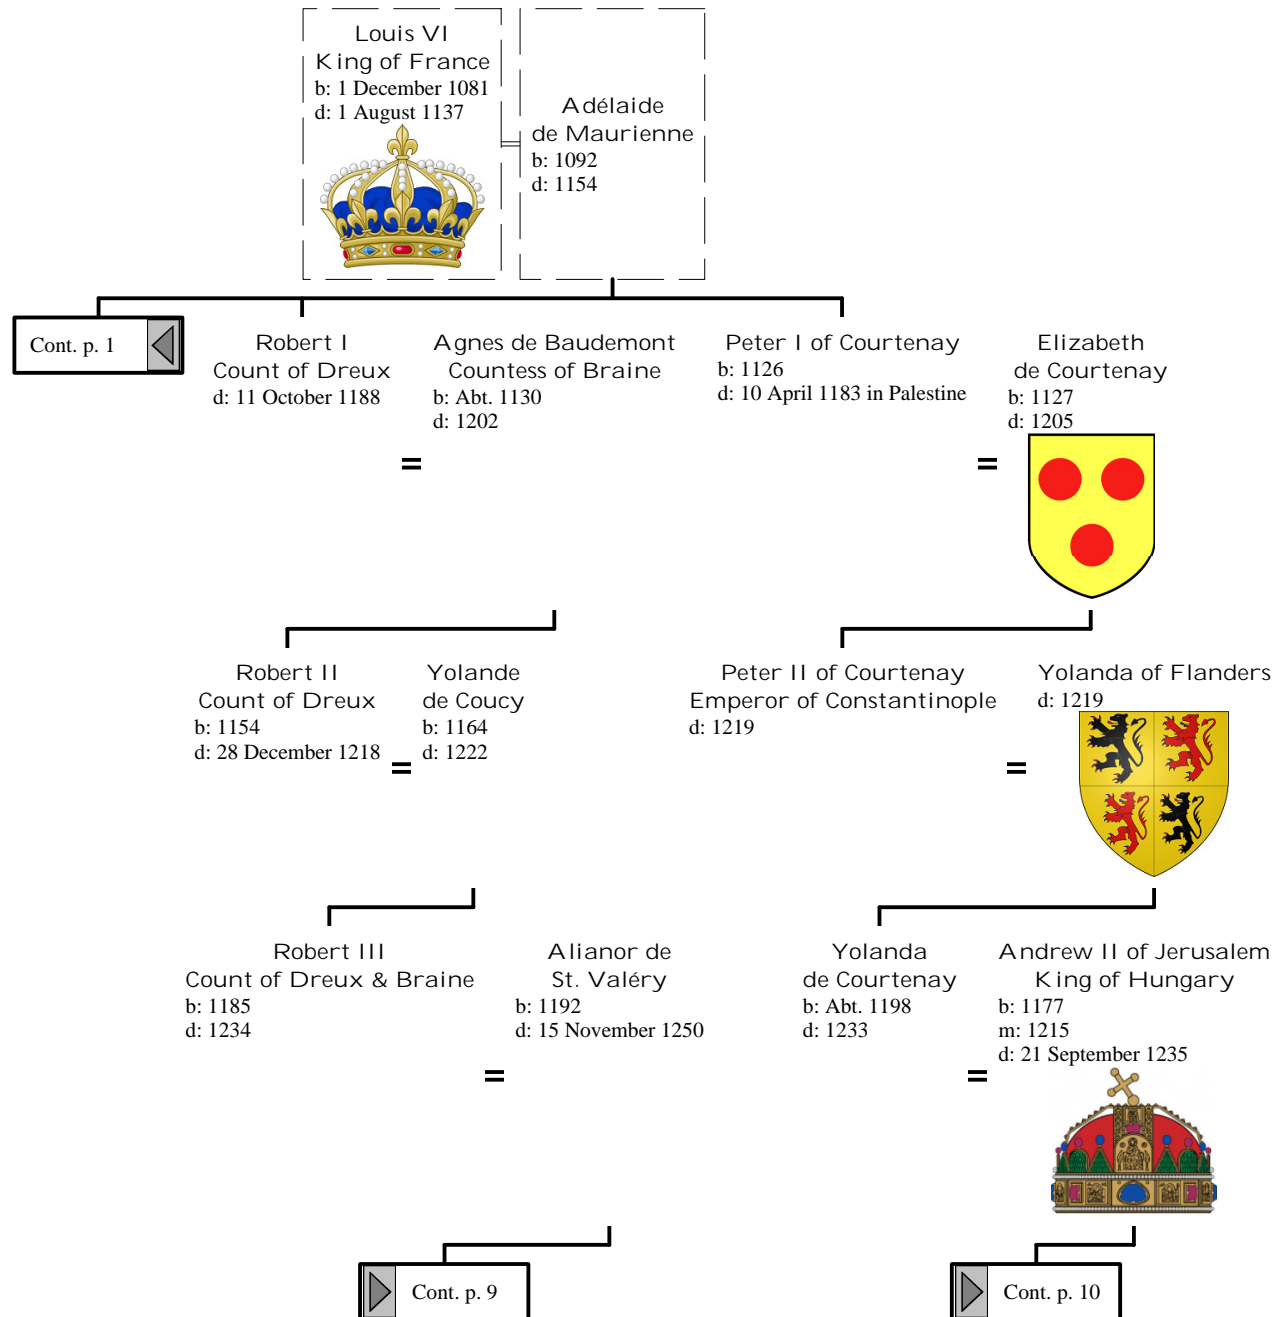 Louis VI
King of France
b: 1 December 1081
d: 1 August 1137
Adélaide
de Maurienne
b: 1092
d: 1154
Cont. p. 1
Robert I
Count of Dreux
d: 11 October 1188
=
Agnes de Baudemont
Countess of Braine
b: Abt. 1130
d: 1202
Peter I of Courtenay
b: 1126
d: 10 April 1183 in Palestine
=
Elizabeth
de Courtenay
b: 1127
d: 1205
Robert II
Count of Dreux
b: 1154
d: 28 December 1218
=
Yolande
de Coucy
b: 1164
d: 1222
Peter II of Courtenay
Emperor of Constantinople
d: 1219
=
Yolanda of Flanders
d: 1219
Robert III
Count of Dreux & Braine
b: 1185
d: 1234
=
Alianor de
St. Valéry
b: 1192
d: 15 November 1250
Yolanda
de Courtenay
b: Abt. 1198
d: 1233
=
Andrew II of Jerusalem
King of Hungary
b: 1177
m: 1215
d: 21 September 1235
Cont. p. 9
Cont. p. 10